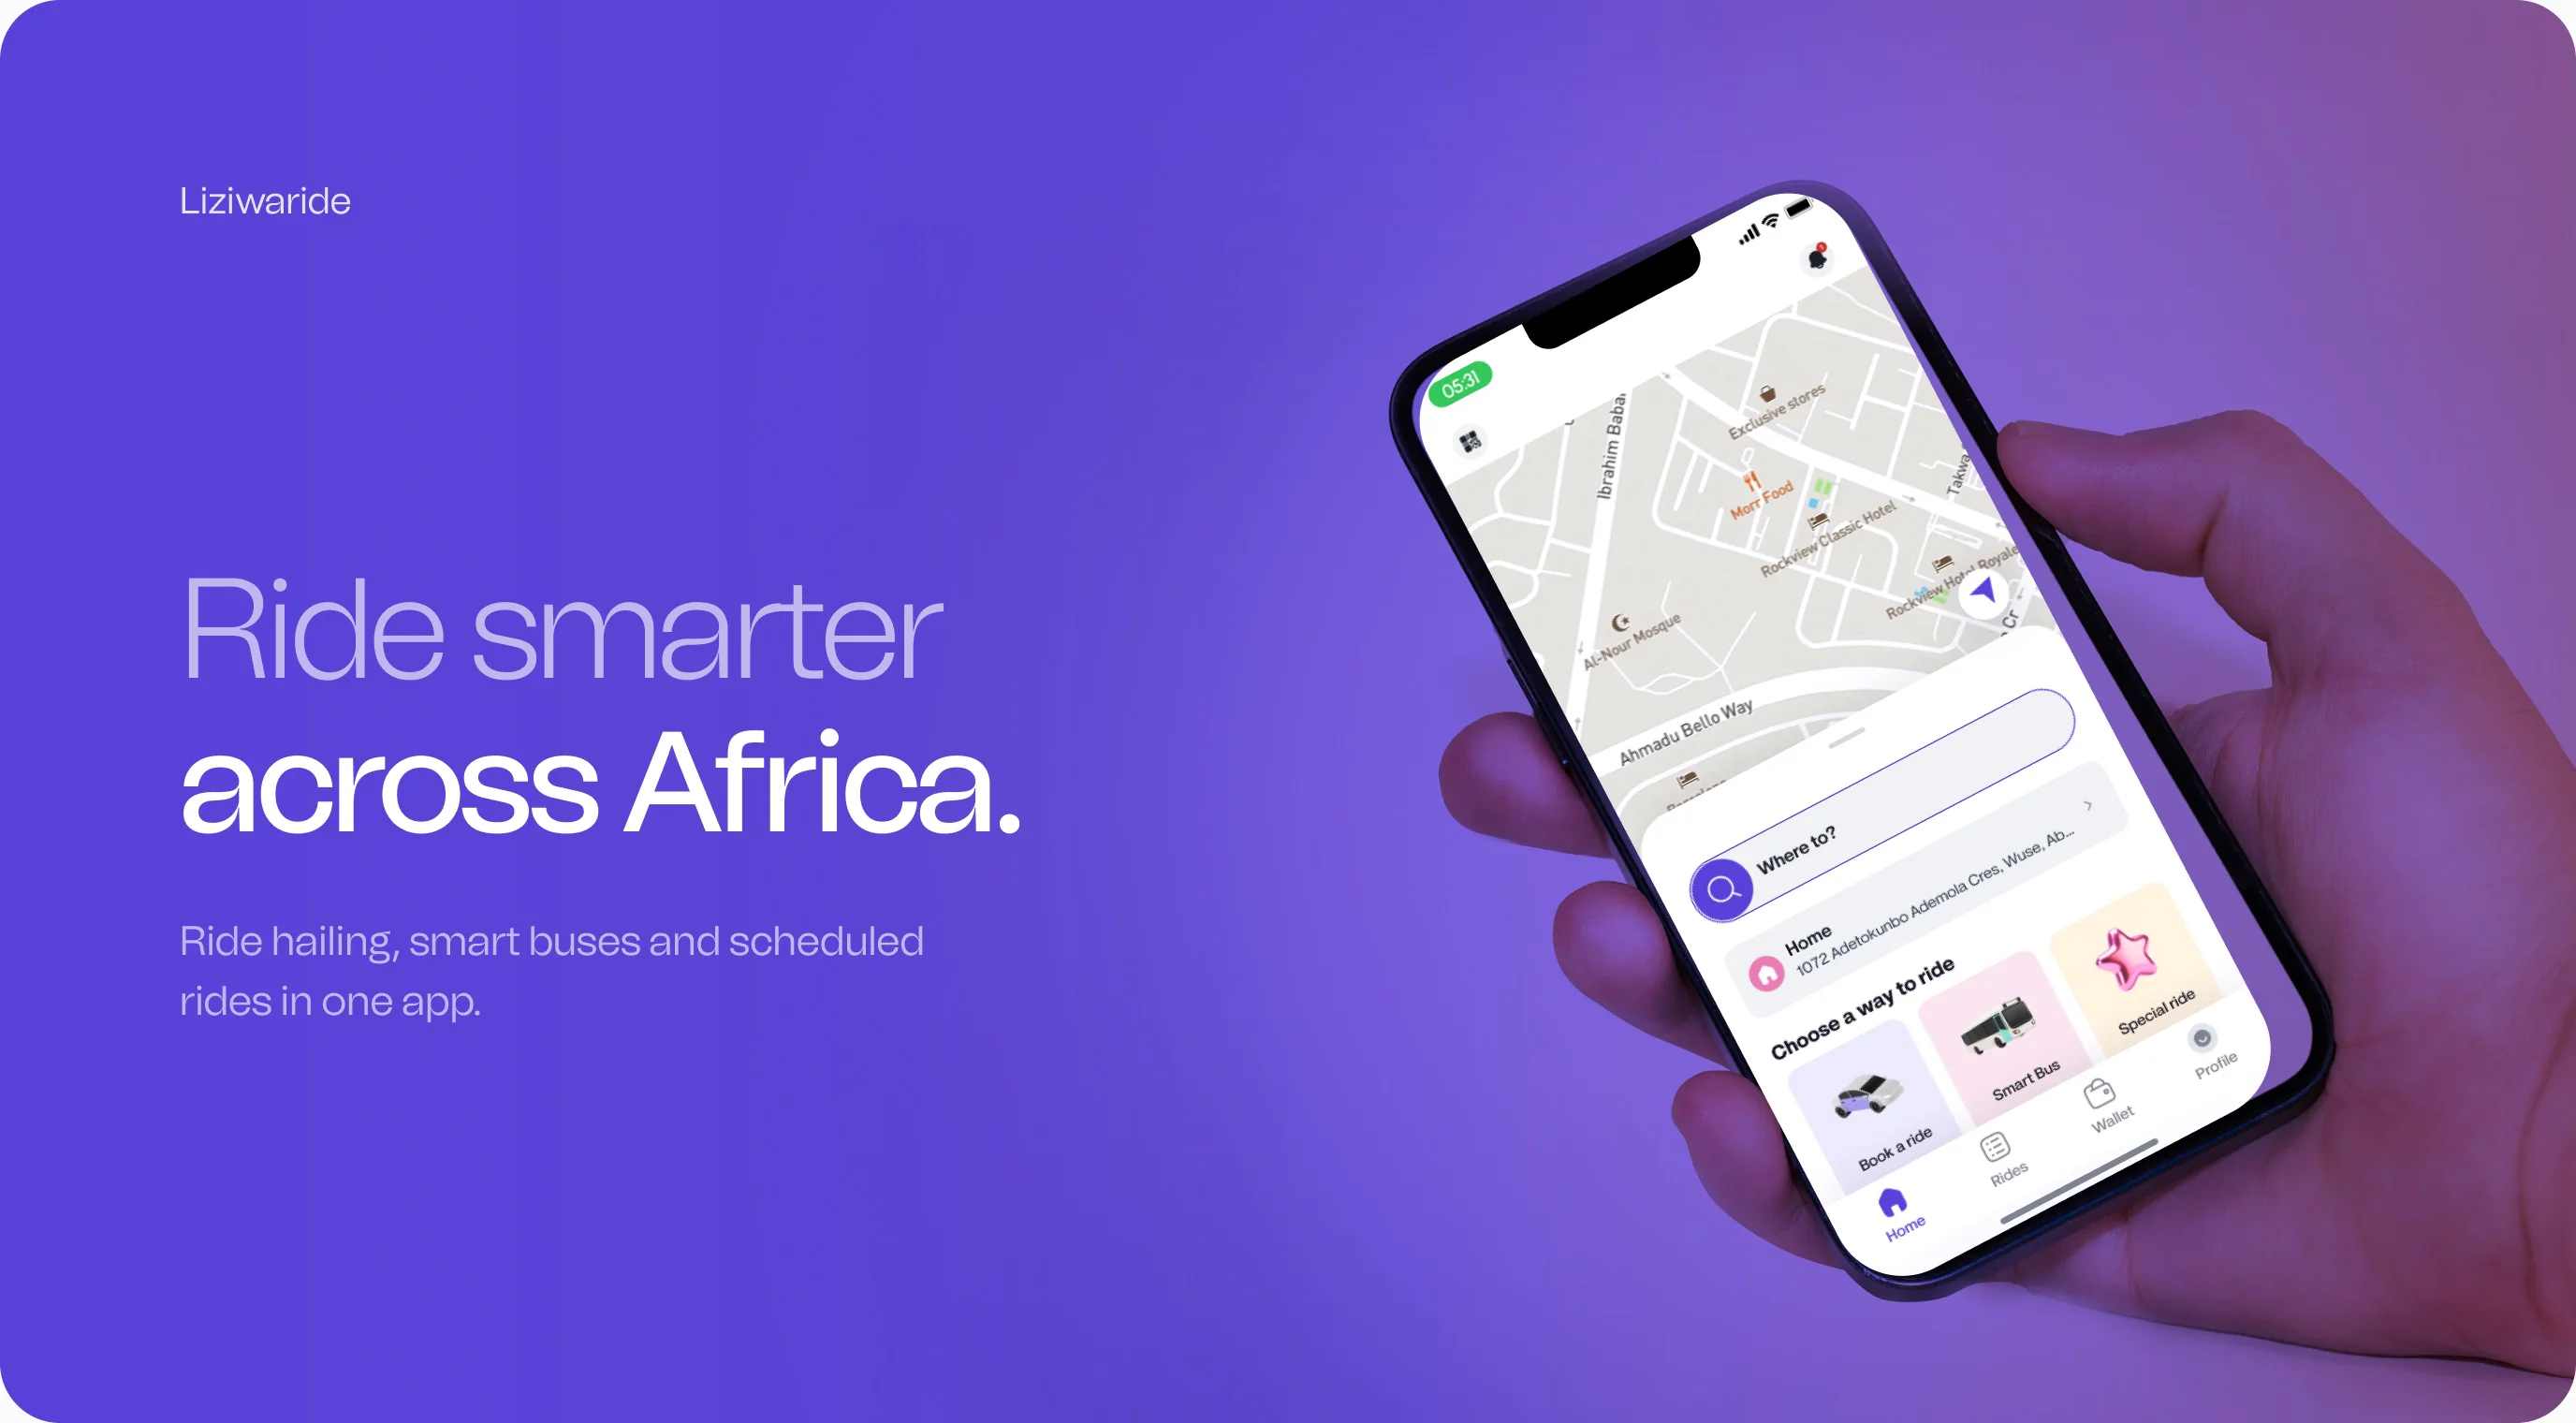 Liziwaride
Ride smarter
across Africa.
Ride hailing, smart buses and scheduled
rides in one app.
05:31
Ibrahim Babar
Exclusive stores
Morr Food
Takwa
Rockview Classic Hotel
Rockview Hotel Royale
Al-Nour Mosque
Cr
Ahmadu Bello Way
Where to?
Home
1072 Adetokunbo Ademola Cres, Wuse, Ab...
Choose a way to ride
Book a ride
Smart Bus
Special ride
Home
Rides
Wallet
Profile